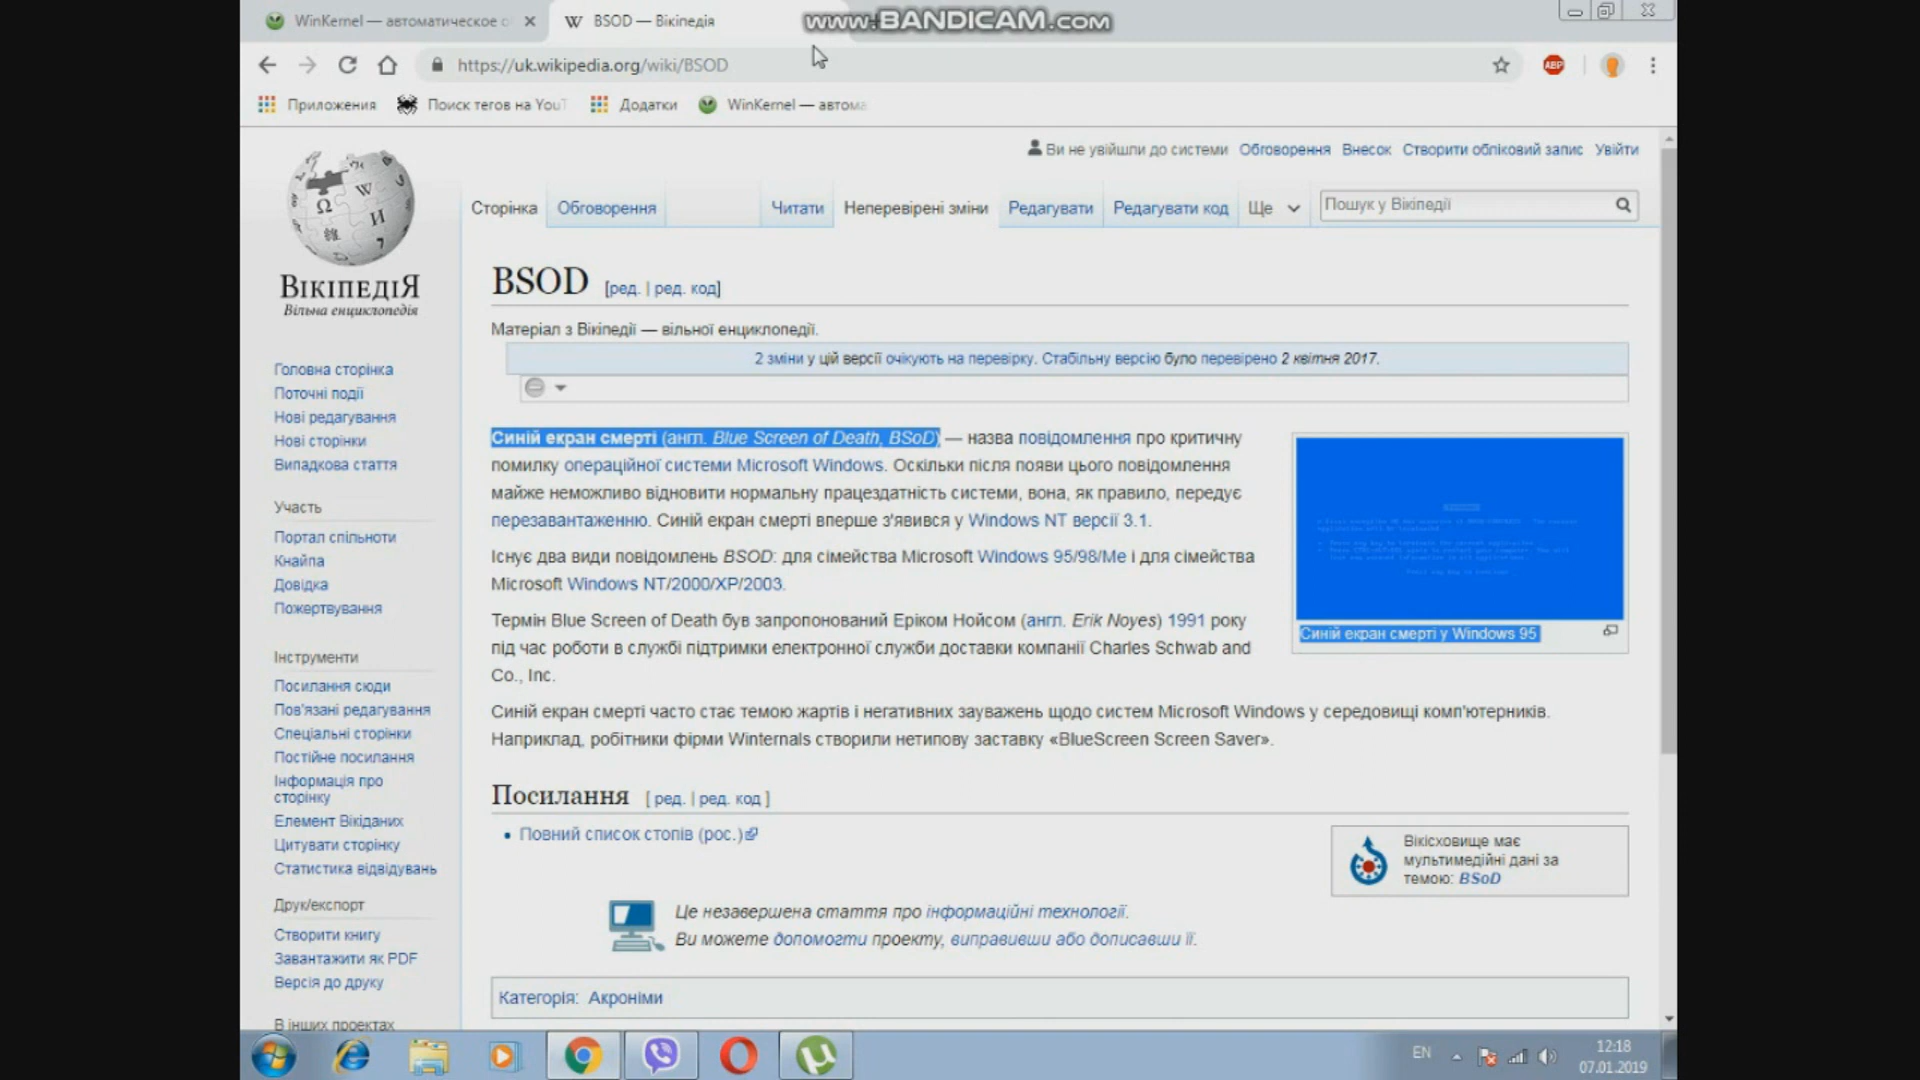 WinKernel — автоматическое о
BSOD — Вікіпедія
www.BANDICAM.com
https://uk.wikipedia.org/wiki/BSOD
ABP
Приложения
Поиск тегов на YouT
Додатки
WinKernel — автома
Ви не увійшли до системи Обговорення Внесок Створити обліковий запис Увійти
Сторінка Обговорення Читати Неперевірені зміни Редагувати Редагувати код Ще Пошук у Вікіпедії
ВікіпедіЯ
Вільна енциклопедія
BSOD [ред. | ред. код]
Матеріал з Вікіпедії — вільної енциклопедії.
2 зміни у цій версії очікують на перевірку. Стабільну версію було перевірено 2 квітня 2017.
Головна сторінка
Поточні події
Нові редагування
Нові сторінки
Випадкова стаття
Участь
Портал спільноти
Кнайпа
Довідка
Пожертвування
Інструменти
Посилання сюди
Пов'язані редагування
Спеціальні сторінки
Постійне посилання
Інформація про
сторінку
Елемент Вікіданих
Цитувати сторінку
Статистика відвідувань
Друк/експорт
Створити книгу
Завантажити як PDF
Версія до друку
В інших проектах
Синій екран смерті (англ. Blue Screen of Death, BSoD) — назва повідомлення про критичну
помилку операційної системи Microsoft Windows. Оскільки після появи цього повідомлення
майже неможливо відновити нормальну працездатність системи, вона, як правило, передує
перезавантаженню. Синій екран смерті вперше з'явився у Windows NT версії 3.1.
Існує два види повідомлень BSOD: для сімейства Microsoft Windows 95/98/Me і для сімейства
Microsoft Windows NT/2000/XP/2003.
Термін Blue Screen of Death був запропонований Еріком Нойсом (англ. Erik Noyes) 1991 року
під час роботи в службі підтримки електронної служби доставки компанії Charles Schwab and
Co., Inc.
Синій екран смерті у Windows 95
Синій екран смерті часто стає темою жартів і негативних зауважень щодо систем Microsoft Windows у середовищі комп'ютерників.
Наприклад, робітники фірми Winternals створили нетипову заставку «BlueScreen Screen Saver».
Посилання [ ред. | ред. код ]
Повний список стопів (рос.)
Вікісховище має
мультимедійні дані за
темою: BSoD
Це незавершена стаття про інформаційні технології.
Ви можете допомогти проекту, виправивши або дописавши її.
Категорія: Акроніми
EN
12:18
07.01.2019